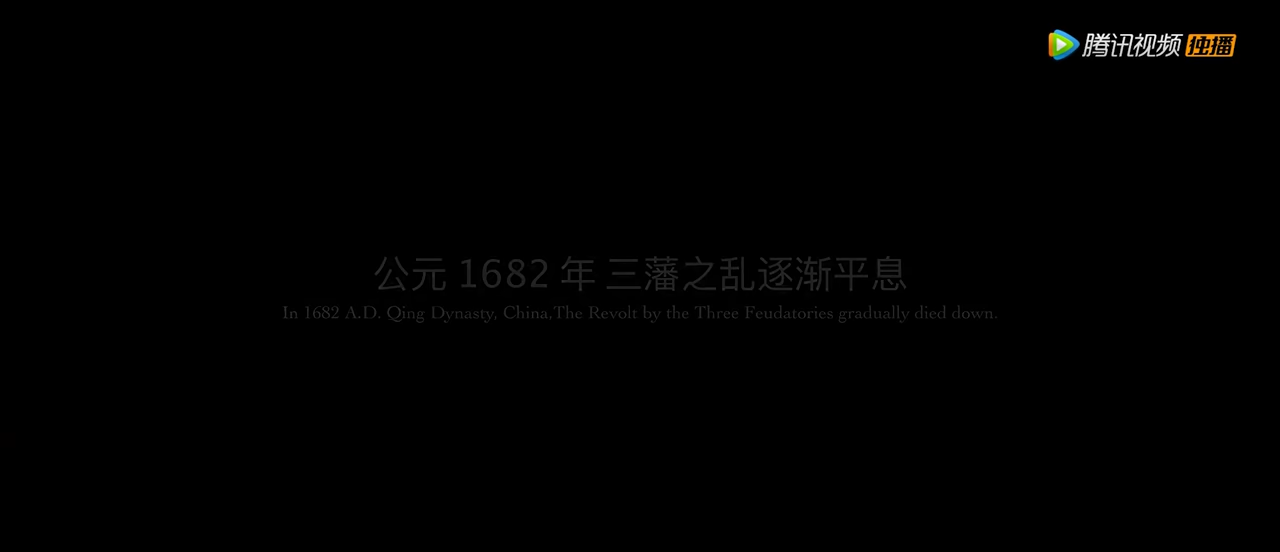 腾讯视频 独播
公元 1682 年 三藩之乱逐渐平息
In 1682 A.D. Qing Dynasty, China,The Revolt by the Three Feudatories gradually died down.